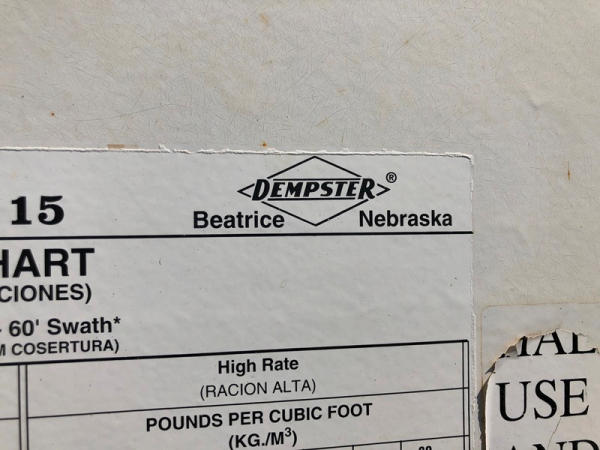 DEMPSTER®
15
Beatrice Nebraska
HART
CIONES)
60' Swath*
M COSERTURA)
High Rate
(RACION ALTA)
POUNDS PER CUBIC FOOT
(KG./M³)
USE